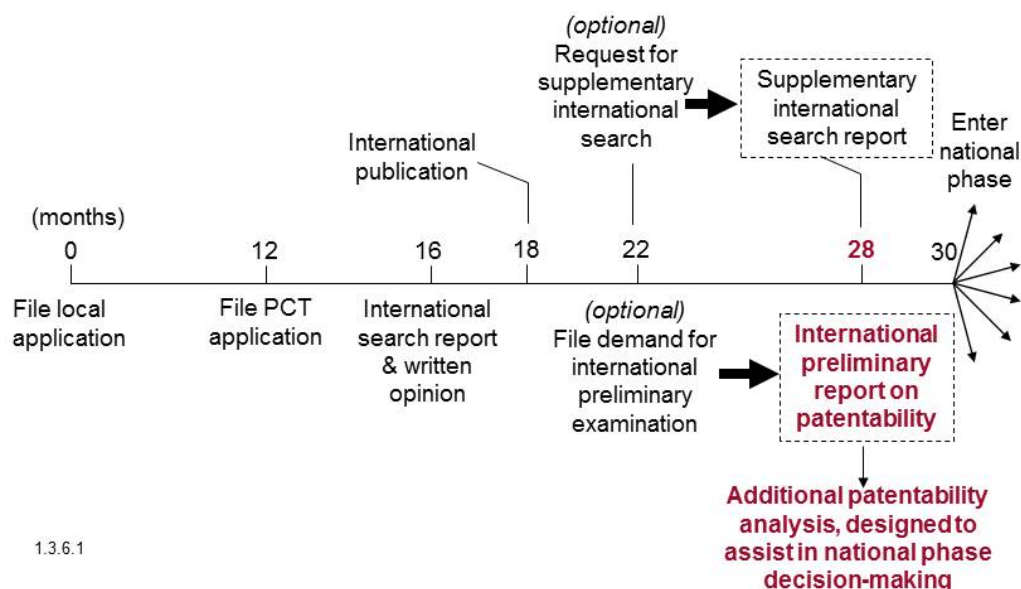 (optional)
Request for
supplementary
international
search
Supplementary
international
search report
Enter
national
phase
International
publication
(months)
0
12
16
18
22
28
30
File local
application
File PCT
application
International
search report
& written
opinion
(optional)
File demand for
international
preliminary
examination
International
preliminary
report on
patentability
Additional patentability
analysis, designed to
assist in national phase
decision-making
1.3.6.1